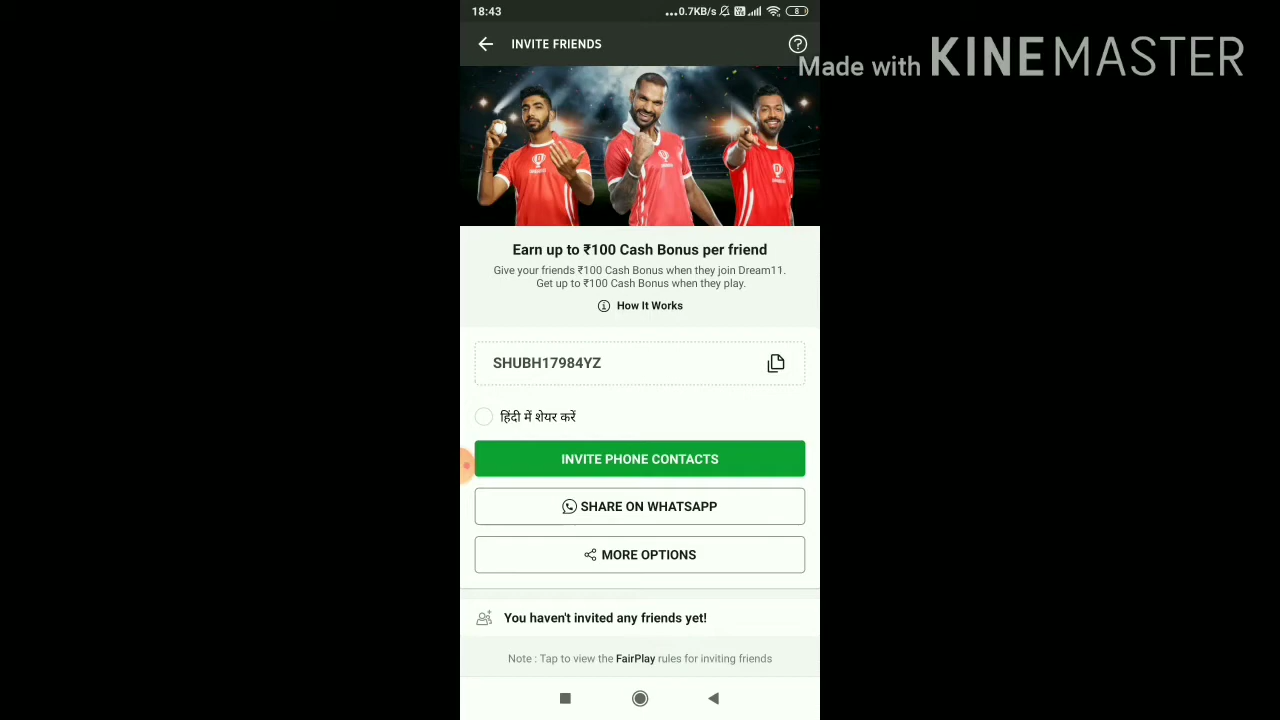 18:43
...0.7KB/s
8
INVITE FRIENDS
Made with KINEMASTER
Earn up to ₹100 Cash Bonus per friend
Give your friends ₹100 Cash Bonus when they join Dream11.
Get up to ₹100 Cash Bonus when they play.
How It Works
SHUBH17984YZ
हिंदी में शेयर करें
INVITE PHONE CONTACTS
SHARE ON WHATSAPP
MORE OPTIONS
You haven't invited any friends yet!
Note : Tap to view the FairPlay rules for inviting friends